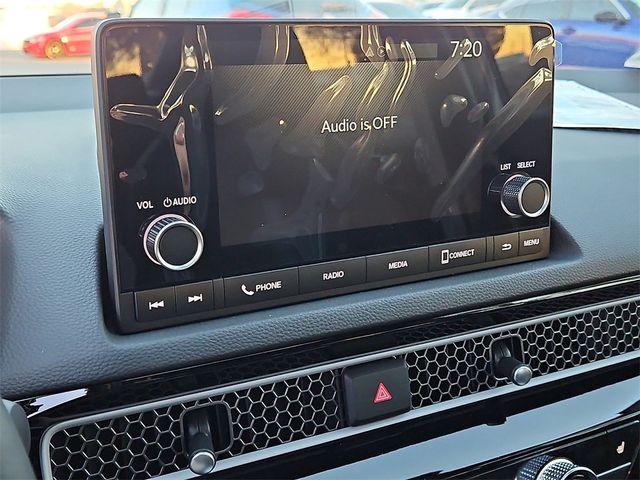 7:20
Audio is OFF
LIST SELECT
VOL AUDIO
PHONE RADIO MEDIA CONNECT MENU